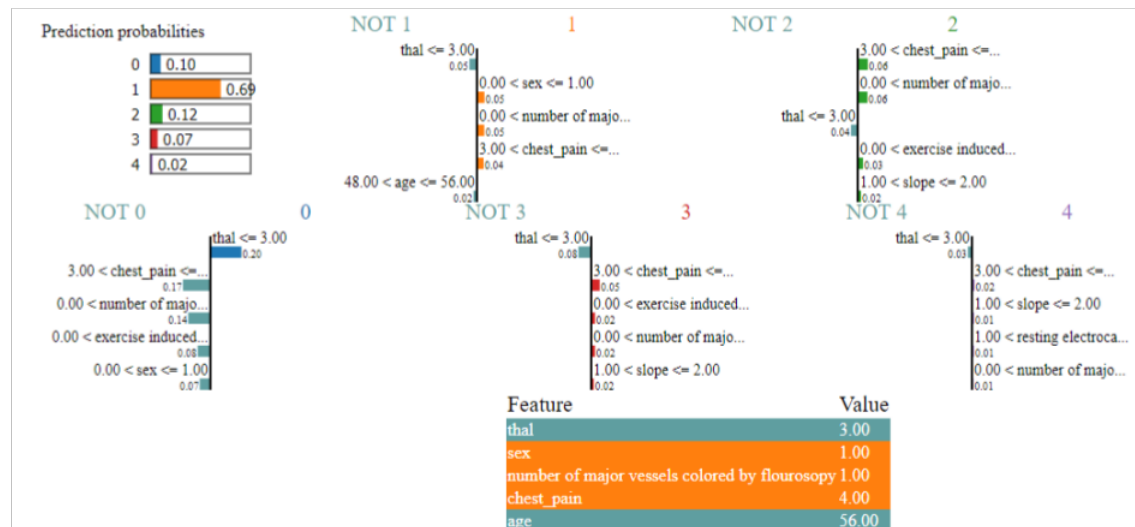 Prediction probabilities
0 0.10
1 0.69
2 0.12
3 0.07
4 0.02
NOT 1 1
thal <= 3.00
0.05
0.00 < sex <= 1.00
0.05
0.00 < number of majo...
0.05
3.00 < chest_pain <=...
0.04
48.00 < age <= 56.00
0.02
NOT 2 2
3.00 < chest_pain <=...
0.06
0.00 < number of majo...
0.06
thal <= 3.00
0.04
0.00 < exercise induced...
0.03
1.00 < slope <= 2.00
0.02
NOT 0 0
thal <= 3.00
0.20
3.00 < chest_pain <=...
0.17
0.00 < number of majo...
0.14
0.00 < exercise induced...
0.08
0.00 < sex <= 1.00
0.07
NOT 3 3
thal <= 3.00
0.08
3.00 < chest_pain <=...
0.05
0.00 < exercise induced...
0.02
0.00 < number of majo...
0.02
1.00 < slope <= 2.00
0.02
NOT 4 4
thal <= 3.00
0.03
3.00 < chest_pain <=...
0.02
1.00 < slope <= 2.00
0.01
1.00 < resting electroca...
0.01
0.00 < number of majo...
0.01
Feature Value
thal 3.00
sex 1.00
number of major vessels colored by flourosopy 1.00
chest_pain 4.00
age 56.00